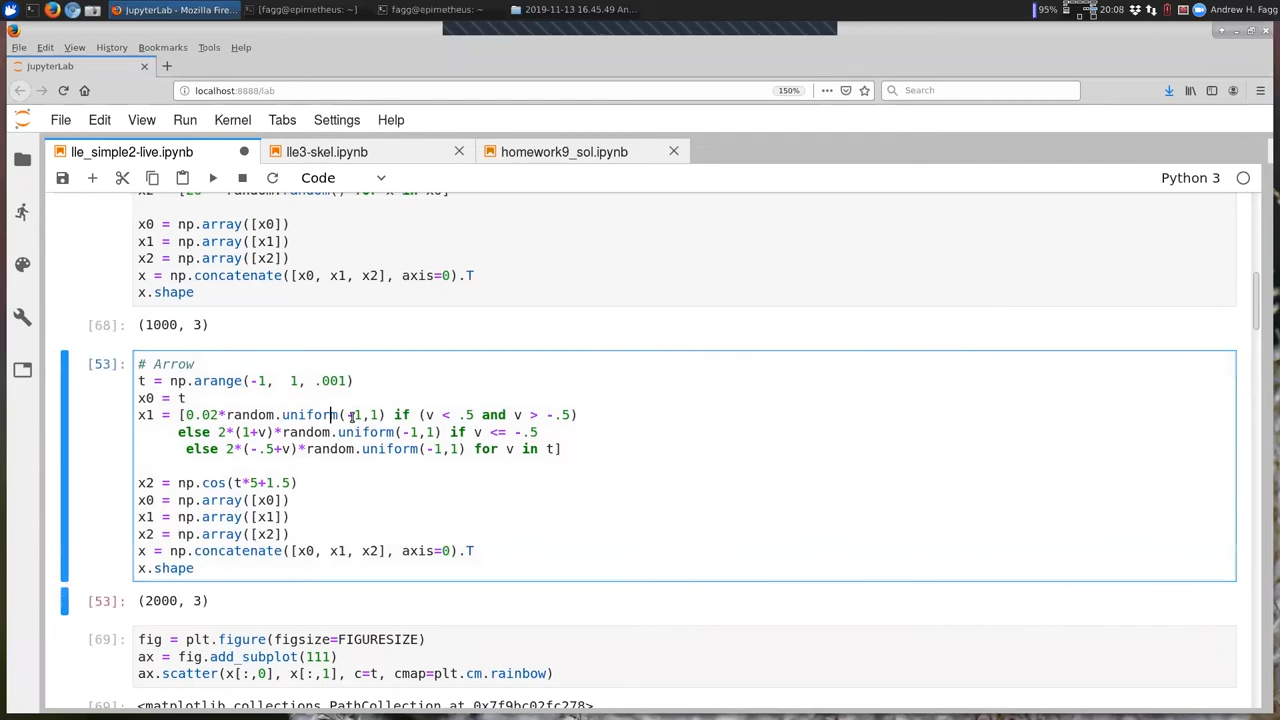 JupyterLab - Mozilla Fire...
[fagg@epimetheus: ~]
fagg@epimetheus: ~
2019-11-13 16.45.49 An...
95%
20:08
Andrew H. Fagg
File Edit View History Bookmarks Tools Help
JupyterLab
localhost:8888/lab
150%
Search
File Edit View Run Kernel Tabs Settings Help
lle_simple2-live.ipynb
lle3-skel.ipynb
homework9_sol.ipynb
Code
Python 3
x0 = np.array([x0])
x1 = np.array([x1])
x2 = np.array([x2])
x = np.concatenate([x0, x1, x2], axis=0).T
x.shape
[68]: (1000, 3)
[53]: # Arrow
t = np.arange(-1,  1, .001)
x0 = t
x1 = [0.02*random.uniform(-1,1) if (v < .5 and v > -.5)
else 2*(1+v)*random.uniform(-1,1) if v <= -.5
else 2*(-.5+v)*random.uniform(-1,1) for v in t]
x2 = np.cos(t*5+1.5)
x0 = np.array([x0])
x1 = np.array([x1])
x2 = np.array([x2])
x = np.concatenate([x0, x1, x2], axis=0).T
x.shape
[53]: (2000, 3)
[69]: fig = plt.figure(figsize=FIGURESIZE)
ax = fig.add_subplot(111)
ax.scatter(x[:,0], x[:,1], c=t, cmap=plt.cm.rainbow)
[69]: <matplotlib.collections.PathCollection at 0x7f9bc02fc278>